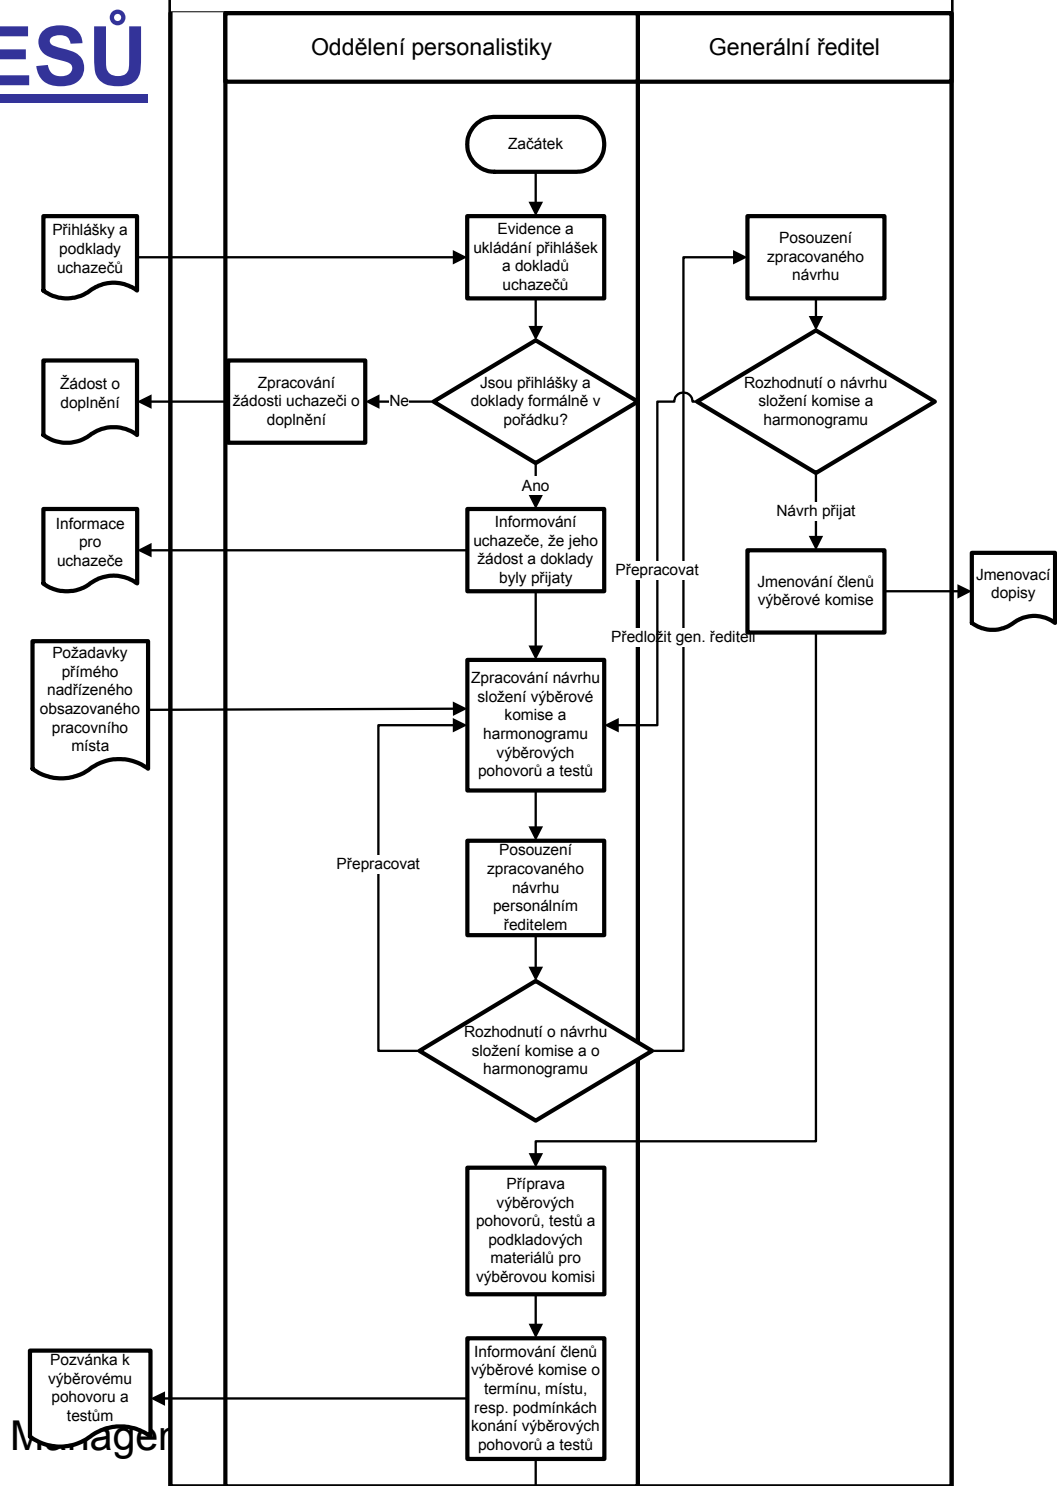 ESŮ
Oddělení personalistiky
Generální ředitel
Začátek
Přihlášky a
podklady
uchazečů
Evidence a
ukládání přihlášek
a dokladů
uchazečů
Posouzení
zpracovaného
návrhu
Žádost o
doplnění
Zpracování
žádosti uchazeči o
doplnění
Ne
Jsou přihlášky a
doklady formálně v
pořádku?
Rozhodnutí o návrhu
složení komise a
harmonogramu
Ano
Návrh přijat
Informace
pro
uchazeče
Informování
uchazeče, že jeho
žádost a doklady
byly přijaty
Přepracovat
Jmenování členů
výběrové komise
Jmenovací
dopisy
Předložit gen. řediteli
Požadavky
přímého
nadřízeného
obsazovaného
pracovního
místa
Zpracování návrhu
složení výběrové
komise a
harmonogramu
výběrových
pohovorů a testů
Přepracovat
Posouzení
zpracovaného
návrhu
personálním
ředitelem
Rozhodnutí o návrhu
složení komise a o
harmonogramu
Příprava
výběrových
pohovorů, testů a
podkladových
materiálů pro
výběrovou komisi
Pozvánka k
výběrovému
pohovoru a
testům
Informování členů
výběrové komise o
termínu, místu,
resp. podmínkách
konání výběrových
pohovorů a testů